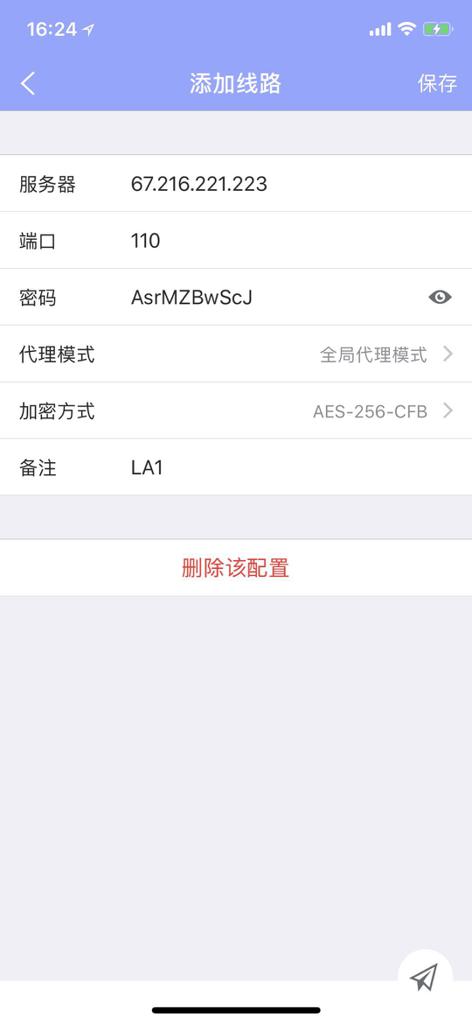 16:24
添加线路
保存
服务器 67.216.221.223
端口 110
密码 AsrMZBwScJ
代理模式 全局代理模式
加密方式 AES-256-CFB
备注 LA1
删除该配置